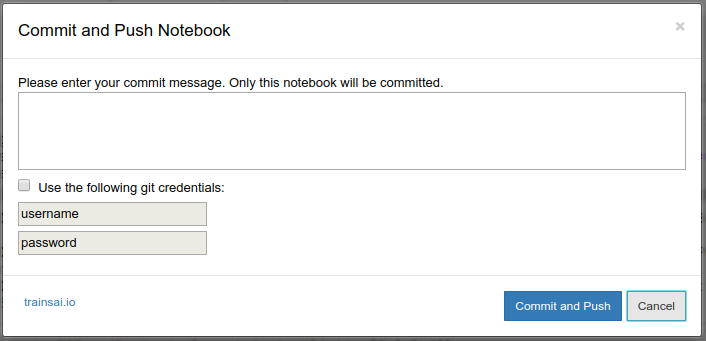 Commit and Push Notebook
×
Please enter your commit message. Only this notebook will be committed.
Use the following git credentials:
username
password
trainsai.io
Commit and Push
Cancel